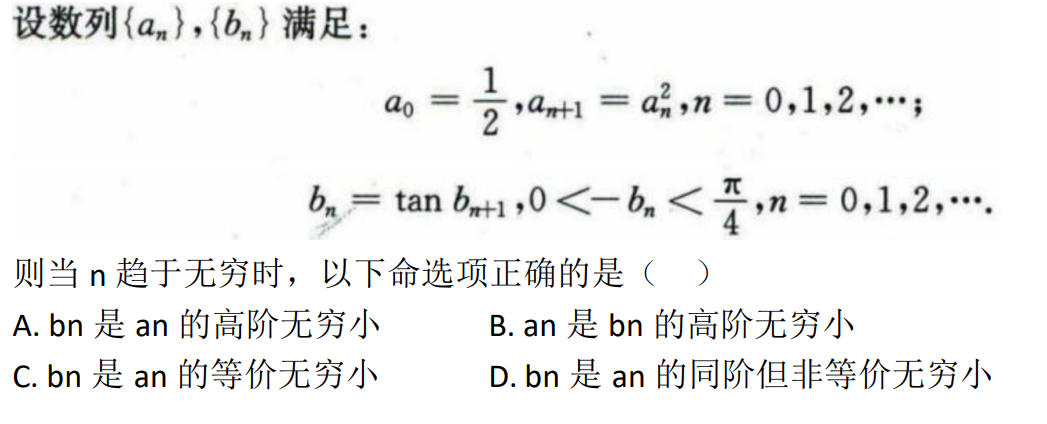 设数列{aₙ},{bₙ}满足：
a₀ = 1/2, aₙ₊₁ = aₙ², n = 0,1,2,⋯;
bₙ = tan bₙ₊₁, 0 <− bₙ < π/4, n = 0,1,2,⋯.
则当 n 趋于无穷时，以下命选项正确的是（ ）
A. bn 是 an 的高阶无穷小 B. an 是 bn 的高阶无穷小
C. bn 是 an 的等价无穷小 D. bn 是 an 的同阶但非等价无穷小